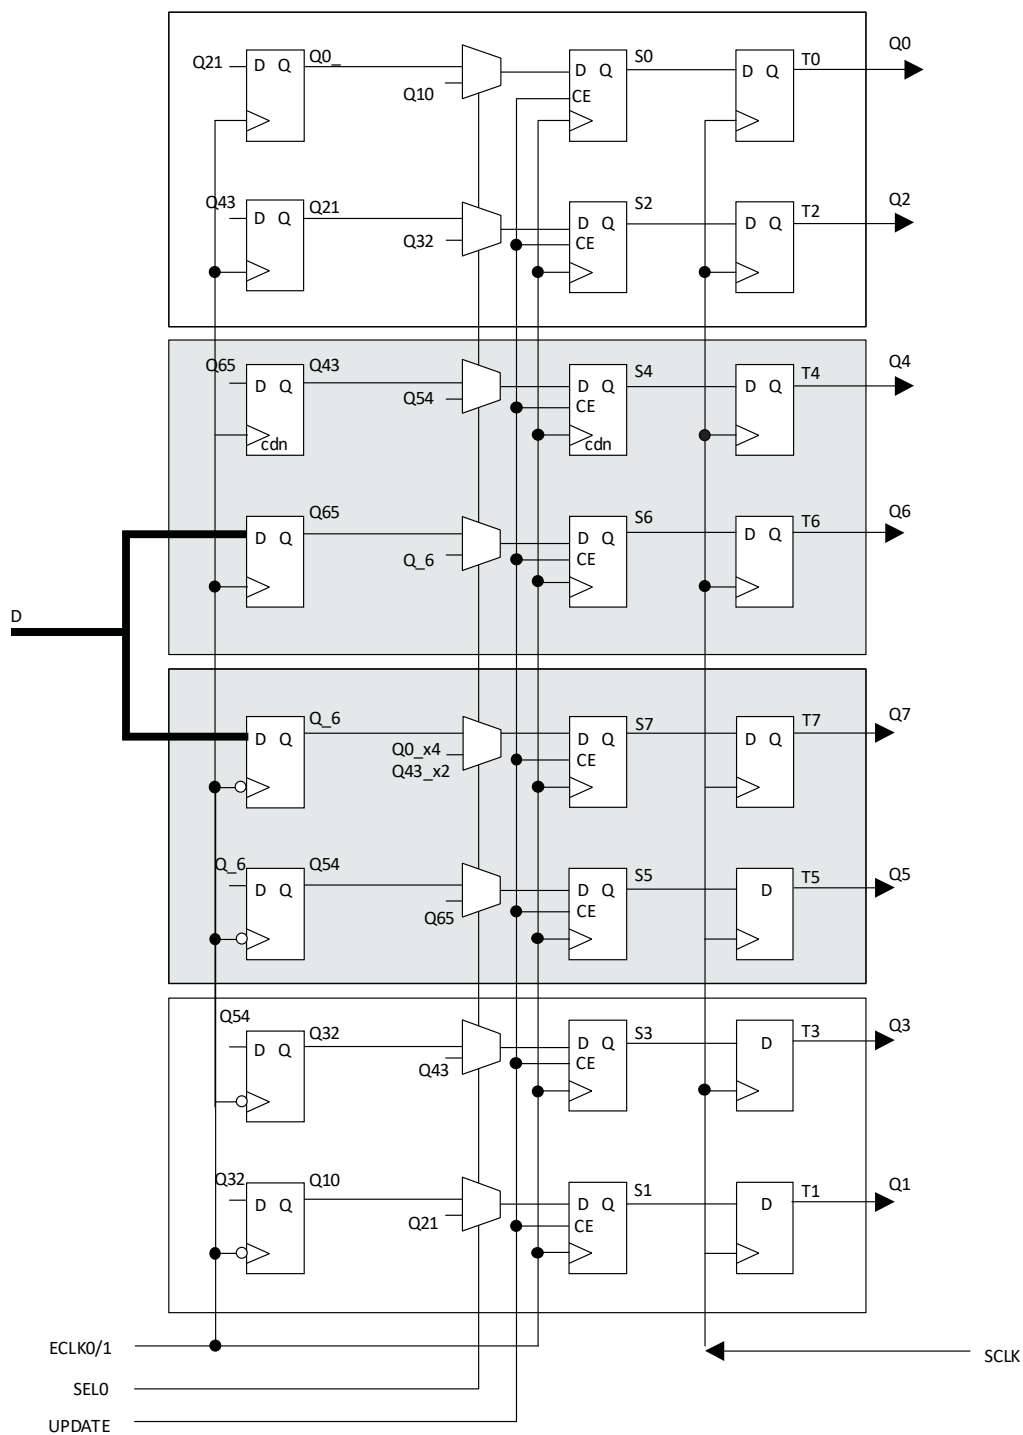 Q21 D Q Q0_ Q10 D Q CE S0 D Q T0 Q0
Q43 D Q Q21 Q32 D Q CE S2 D Q T2 Q2
Q65 D Q cdn Q43 Q54 D Q CE cdn S4 D Q T4 Q4
D Q Q65 Q_6 D Q CE S6 D Q T6 Q6
D
D Q Q_6 Q0_x4 Q43_x2 D Q CE S7 D Q T7 Q7
Q_6 D Q Q54 Q65 D Q CE S5 D T5 Q5
Q54 D Q Q32 Q43 D Q CE S3 D T3 Q3
Q32 D Q Q10 Q21 D Q CE S1 D T1 Q1
ECLK0/1
SCLK
SEL0
UPDATE